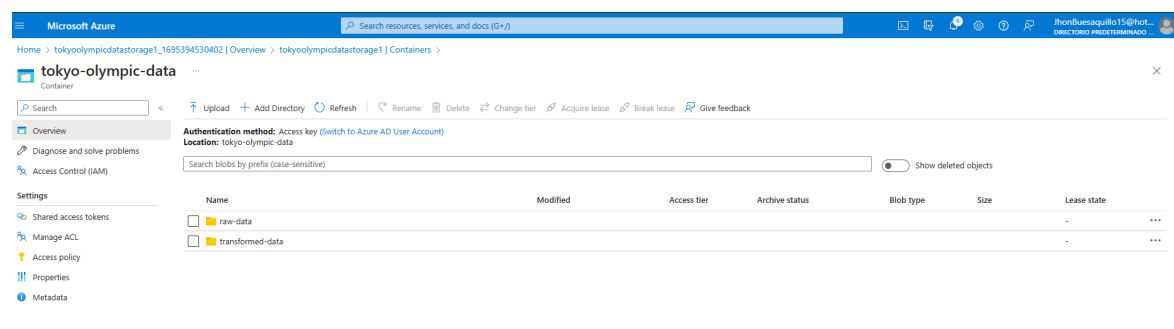 Microsoft Azure
Search resources, services, and docs (G+/)
6
JhonBuesaquillo15@hot...
DIRECTORIO PREDETERMINADO ...
Home > tokyoolympicdatastorage1_1695394530402 | Overview > tokyoolympicdatastorage1 | Containers >
tokyo-olympic-data ...
Container
Search
Upload Add Directory Refresh Rename Delete Change tier Acquire lease Break lease Give feedback
Overview
Diagnose and solve problems
Access Control (IAM)
Settings
Shared access tokens
Manage ACL
Access policy
Properties
Metadata
Authentication method: Access key (Switch to Azure AD User Account)
Location: tokyo-olympic-data
Search blobs by prefix (case-sensitive)
Show deleted objects
Name Modified Access tier Archive status Blob type Size Lease state
raw-data - ...
transformed-data - ...